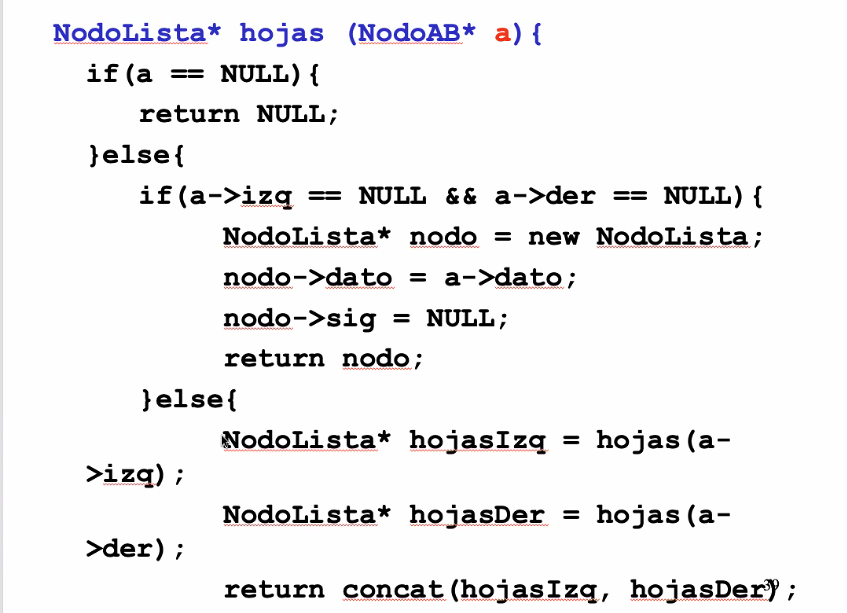 NodoLista* hojas (NodoAB* a){
if(a == NULL){
return NULL;
}else{
if(a->izq == NULL && a->der == NULL){
NodoLista* nodo = new NodoLista;
nodo->dato = a->dato;
nodo->sig = NULL;
return nodo;
}else{
NodoLista* hojasIzq = hojas(a-
>izq);
NodoLista* hojasDer = hojas(a-
>der);
return concat(hojasIzq, hojasDer);
39